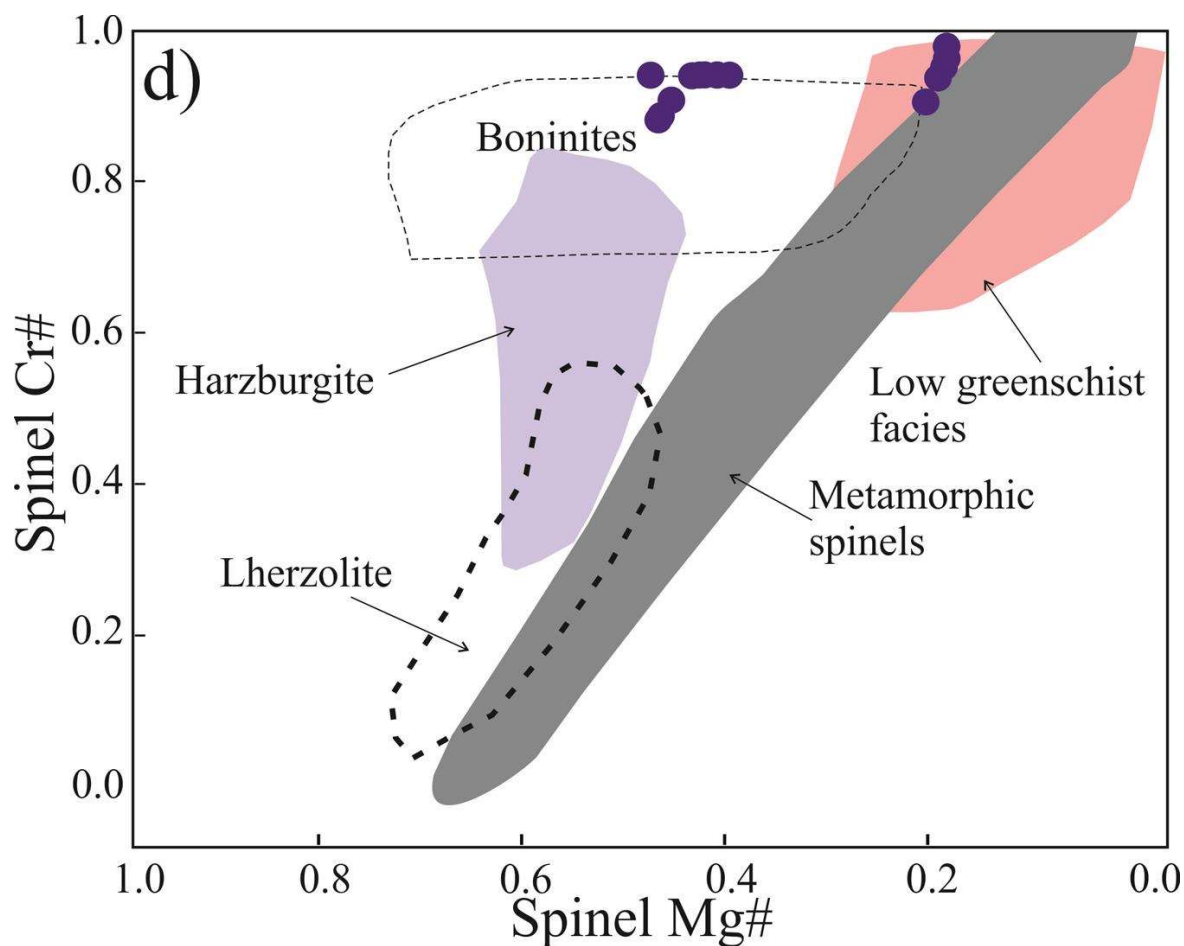 d)
1.0
0.8
0.6
0.4
0.2
0.0
Spinel Cr#
Boninites
Harzburgite
Lherzolite
Low greenschist
facies
Metamorphic
spinels
1.0
0.8
0.6
0.4
0.2
0.0
Spinel Mg#